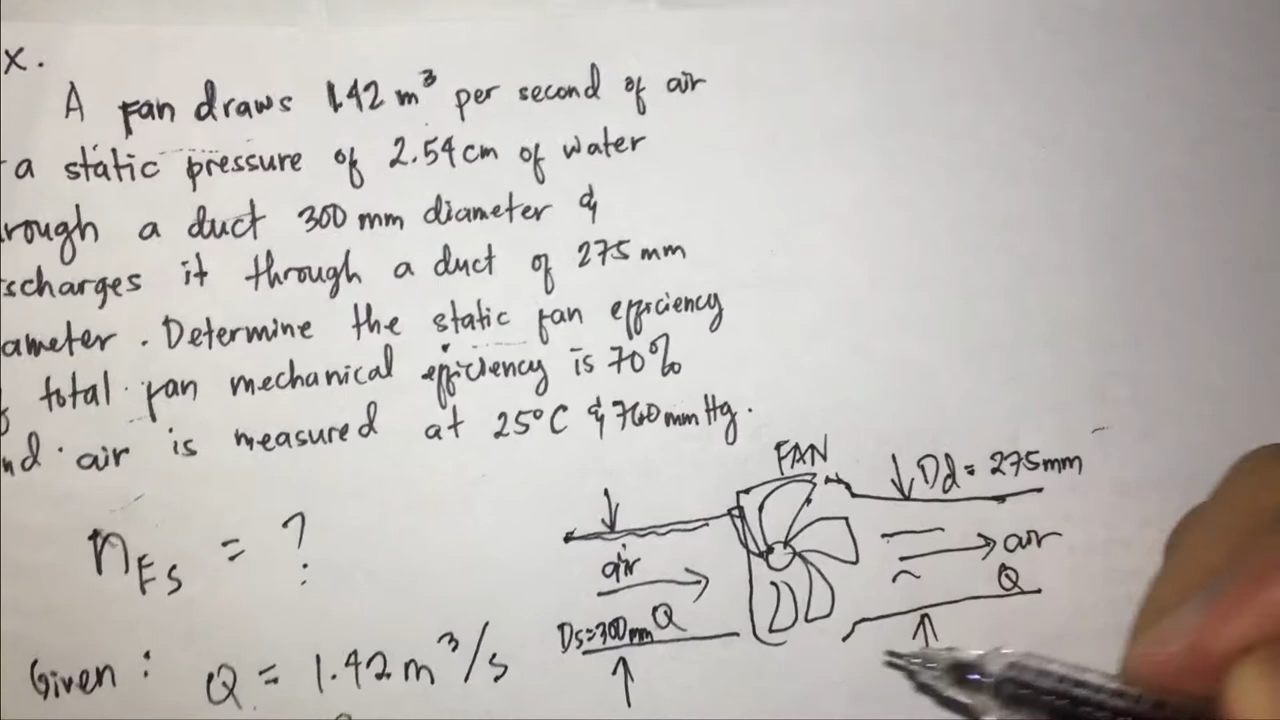 x.
A Fan draws 1.42 m³ per second of air
a static pressure of 2.54cm of water
rough a duct 300 mm diameter &
scharges it through a duct of 275 mm
ameter. Determine the static fan efficiency
total fan mechanical efficiency is 70%
nd air is measured at 25°C & 760 mm Hg.
FAN
Dd = 275mm
air
air
Q
Ds=300mm Q
nFs = ?
Given : Q = 1.42 m³/s